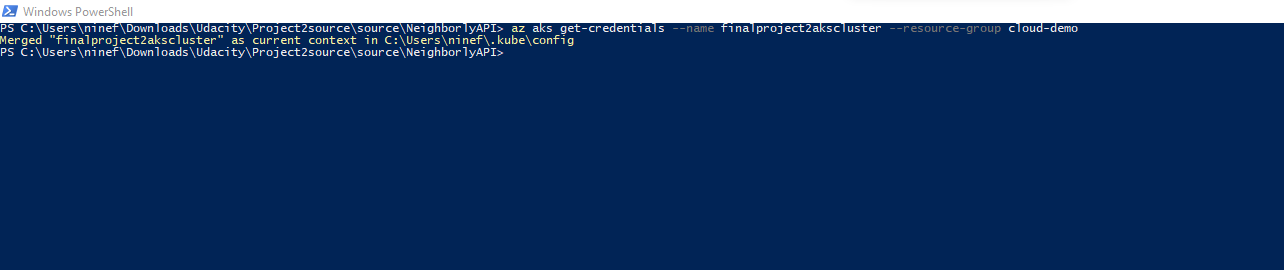 Windows PowerShell
PS C:\Users\ninef\Downloads\Udacity\Project2source\source\NeighborlyAPI> az aks get-credentials --name finalproject2akscluster --resource-group cloud-demo
Merged "finalproject2akscluster" as current context in C:\Users\ninef\.kube\config
PS C:\Users\ninef\Downloads\Udacity\Project2source\source\NeighborlyAPI>